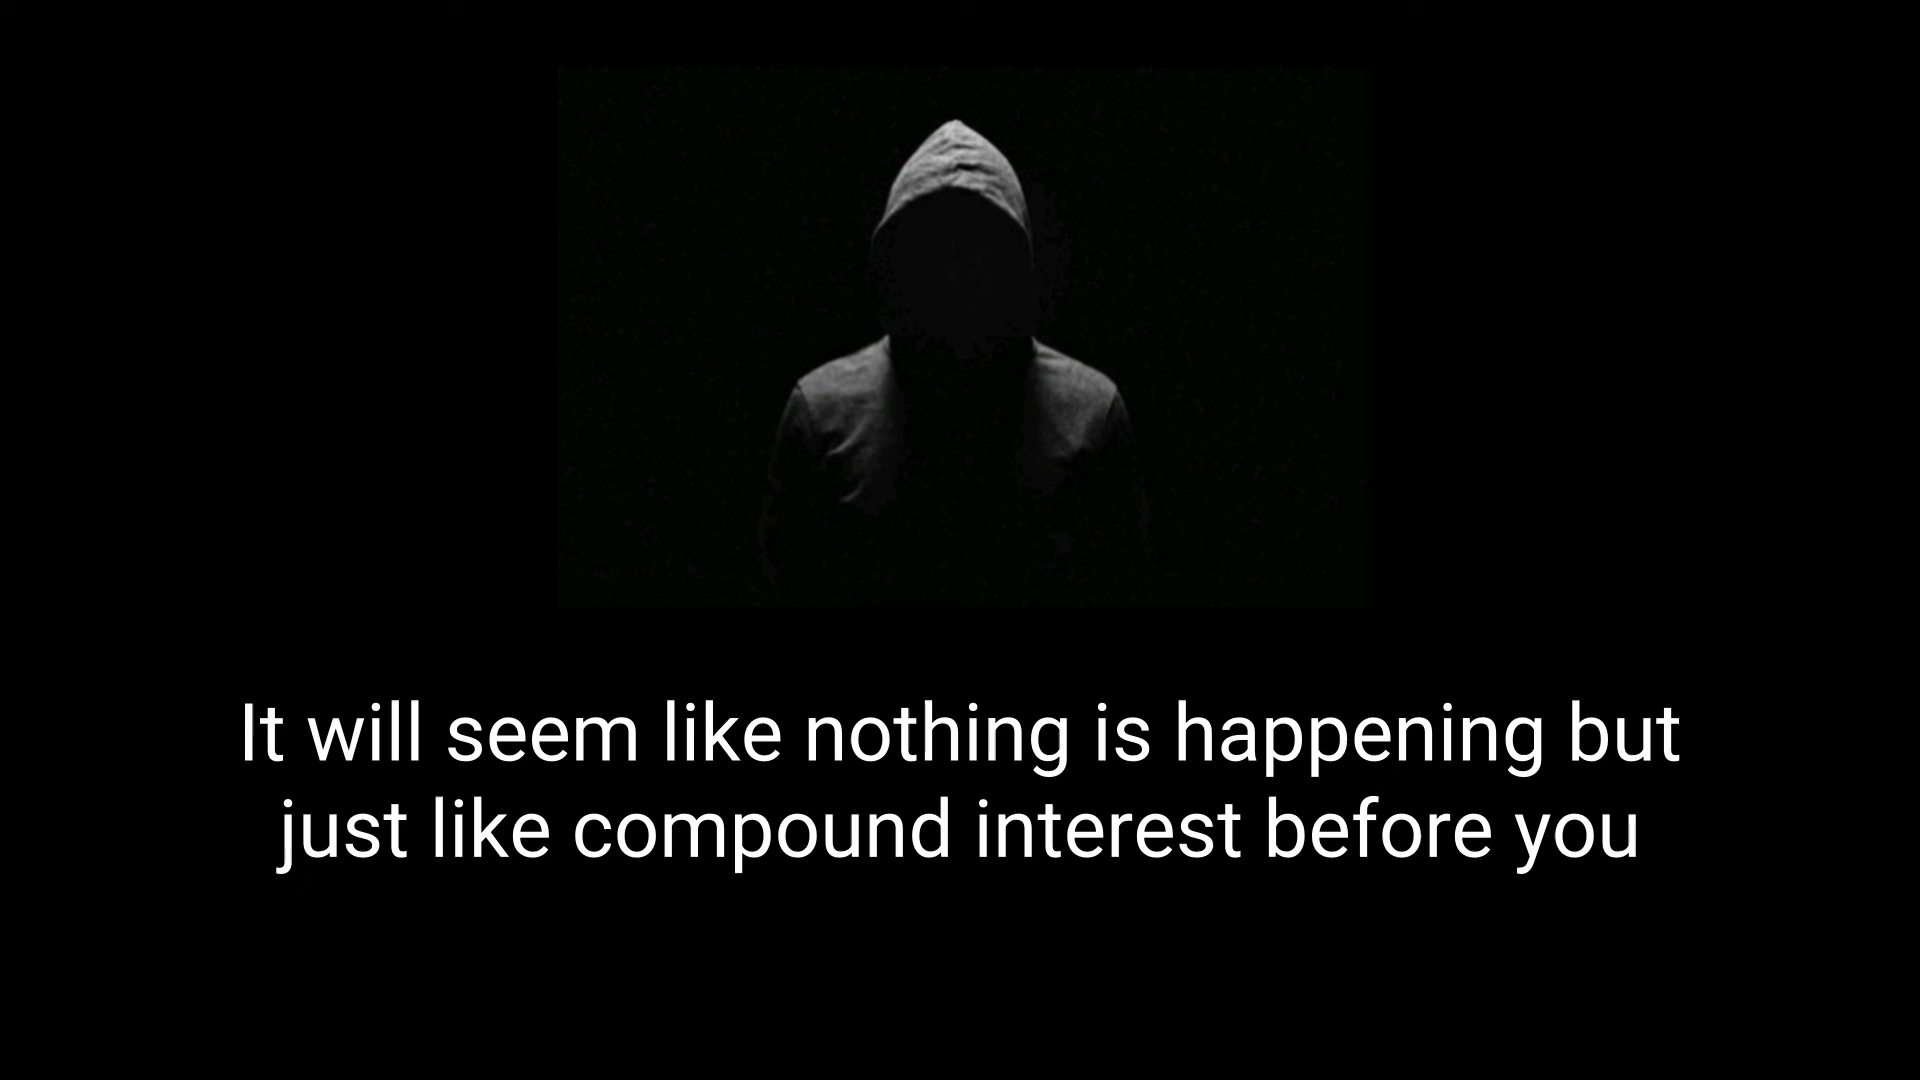 It will seem like nothing is happening but
just like compound interest before you